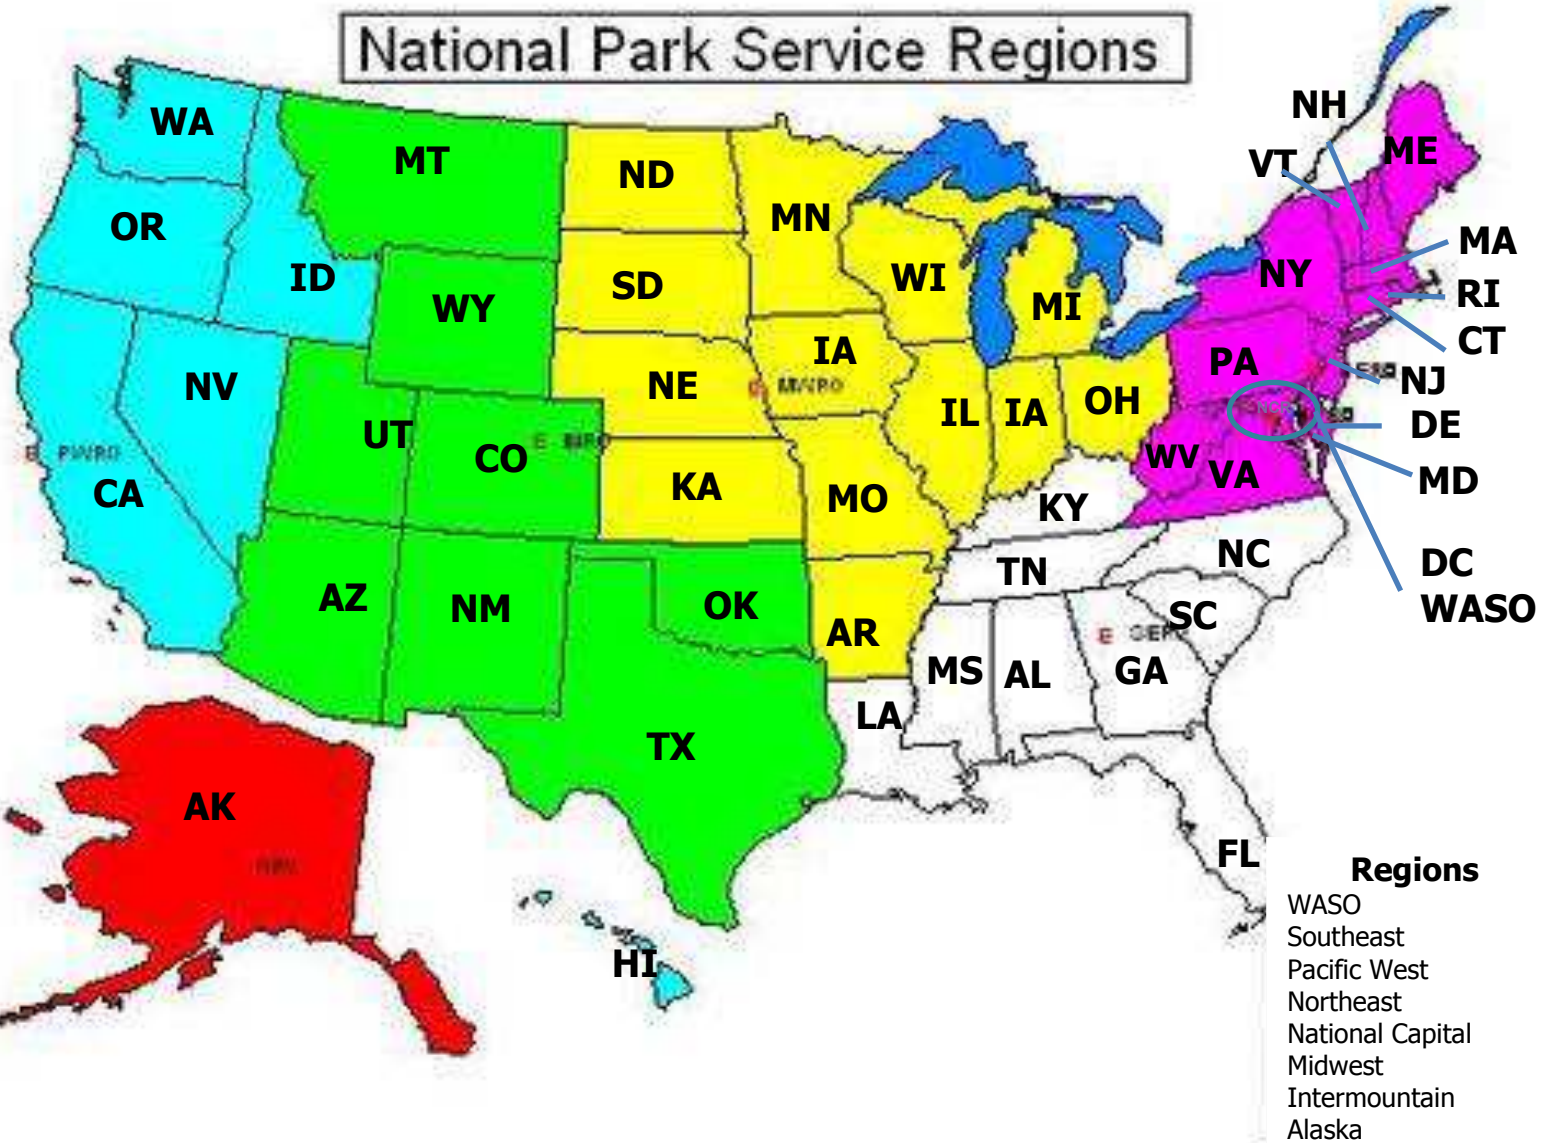 National Park Service Regions
NH
WA
MT
ME
VT
ND
MN
OR
MA
NY
WI
ID
SD
RI
MI
WY
CT
IA
PA
NV
NE
MWRO
NJ
OH
IL
IA
NCR
DE
UT
CO
WV
VA
PWRO
MD
CA
KA
MO
KY
NC
DC
TN
AZ
NM
OK
WASO
SC
AR
MS
AL
GA
LA
TX
AK
FL
HI
Regions
WASO
Southeast
Pacific West
Northeast
National Capital
Midwest
Intermountain
Alaska